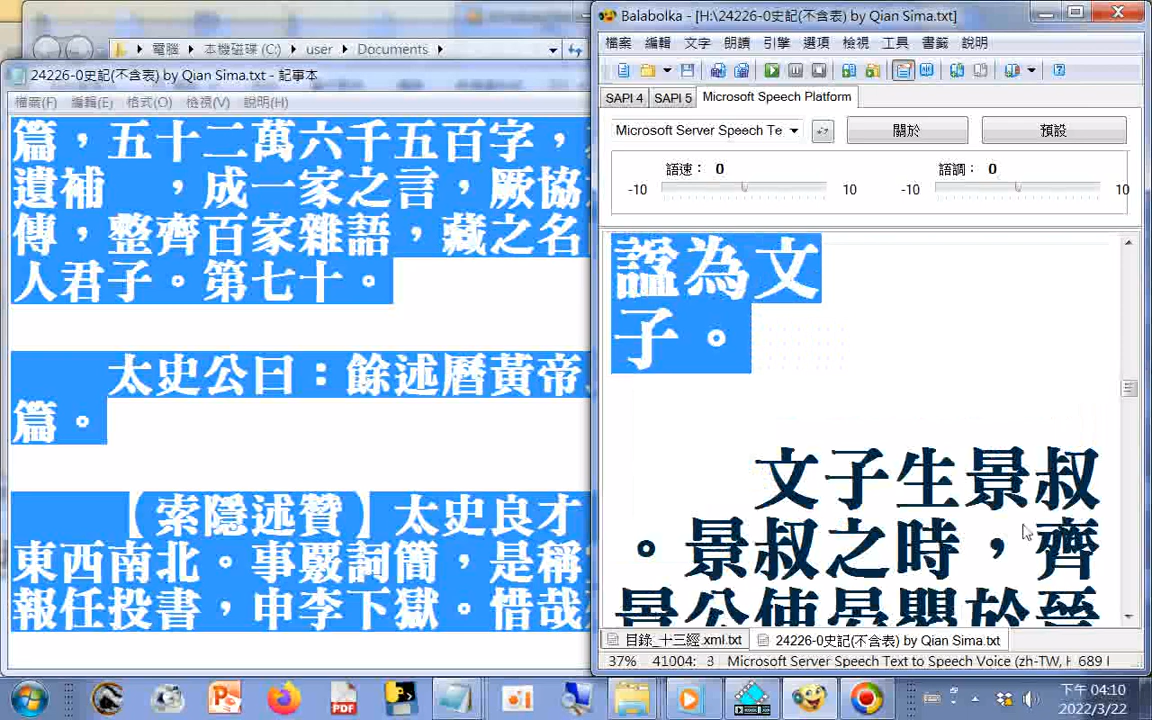 電腦 本機磁碟 (C:) user Documents
24226-0史記(不含表) by Qian Sima.txt - 記事本
檔案(F) 編輯(E) 格式(O) 檢視(V) 說明(H)
篇，五十二萬六千五百字，
遺補　，成一家之言，厥協
傳，整齊百家雜語，藏之名
人君子。第七十。
太史公曰：餘述曆黃帝
篇。
【索隱述贊】太史良才
東西南北。事覈詞簡，是稱
報任投書，申李下獄。惜哉
Balabolka - [H:\24226-0史記(不含表) by Qian Sima.txt]
檔案 編輯 文字 朗讀 引擎 選項 檢視 工具 書籤 說明
SAPI 4 SAPI 5 Microsoft Speech Platform
Microsoft Server Speech Te 關於 預設
語速： 0 語調： 0
-10 10 -10 10
諡為文
子。
文子生景叔
。景叔之時，齊
景公使晏嬰於晉
目錄_十三經.xml.txt 24226-0史記(不含表) by Qian Sima txt
37% 41004: 3 Microsoft Server Speech Text to Speech Voice (zh-TW, 689
下午 04:10
2022/3/22